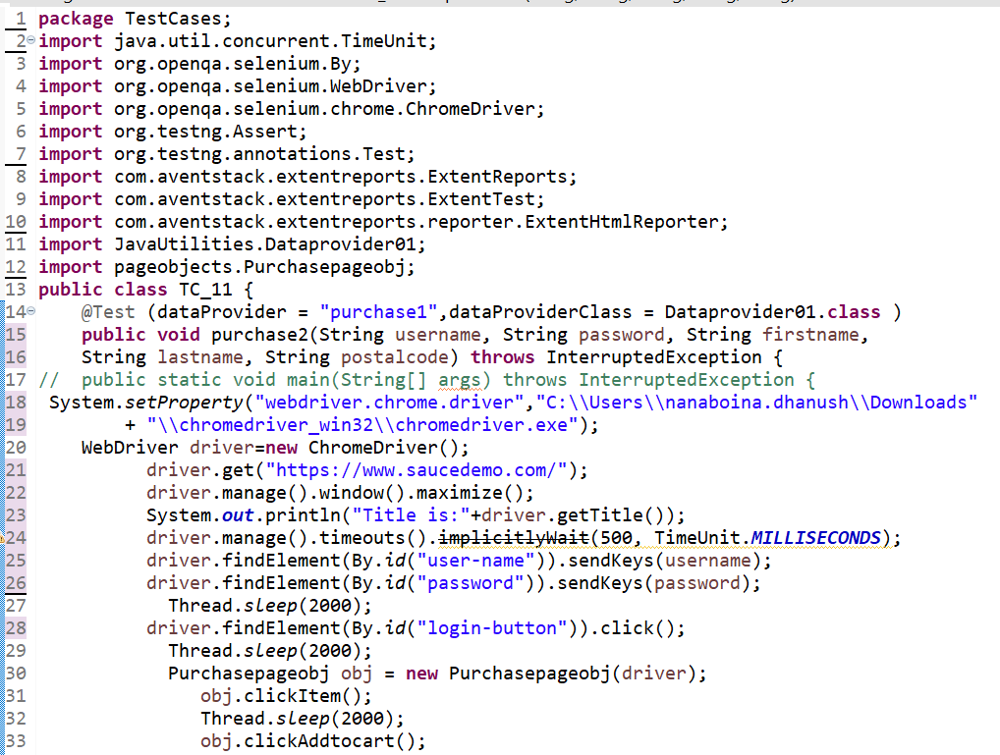 1 package TestCases;
2 import java.util.concurrent.TimeUnit;
3 import org.openqa.selenium.By;
4 import org.openqa.selenium.WebDriver;
5 import org.openqa.selenium.chrome.ChromeDriver;
6 import org.testng.Assert;
7 import org.testng.annotations.Test;
8 import com.aventstack.extentreports.ExtentReports;
9 import com.aventstack.extentreports.ExtentTest;
10 import com.aventstack.extentreports.reporter.ExtentHtmlReporter;
11 import JavaUtilities.Dataprovider01;
12 import pageobjects.Purchasepageobj;
13 public class TC_11 {
14     @Test (dataProvider = "purchase1",dataProviderClass = Dataprovider01.class )
15     public void purchase2(String username, String password, String firstname,
16     String lastname, String postalcode) throws InterruptedException {
17 //  public static void main(String[] args) throws InterruptedException {
18  System.setProperty("webdriver.chrome.driver","C:\\Users\\nanaboina.dhanush\\Downloads"
19         + "\\chromedriver_win32\\chromedriver.exe");
20     WebDriver driver=new ChromeDriver();
21           driver.get("https://www.saucedemo.com/");
22           driver.manage().window().maximize();
23           System.out.println("Title is:"+driver.getTitle());
24           driver.manage().timeouts().implicitlyWait(500, TimeUnit.MILLISECONDS);
25           driver.findElement(By.id("user-name")).sendKeys(username);
26           driver.findElement(By.id("password")).sendKeys(password);
27             Thread.sleep(2000);
28           driver.findElement(By.id("login-button")).click();
29             Thread.sleep(2000);
30             Purchasepageobj obj = new Purchasepageobj(driver);
31                obj.clickItem();
32                Thread.sleep(2000);
33                obj.clickAddtocart();